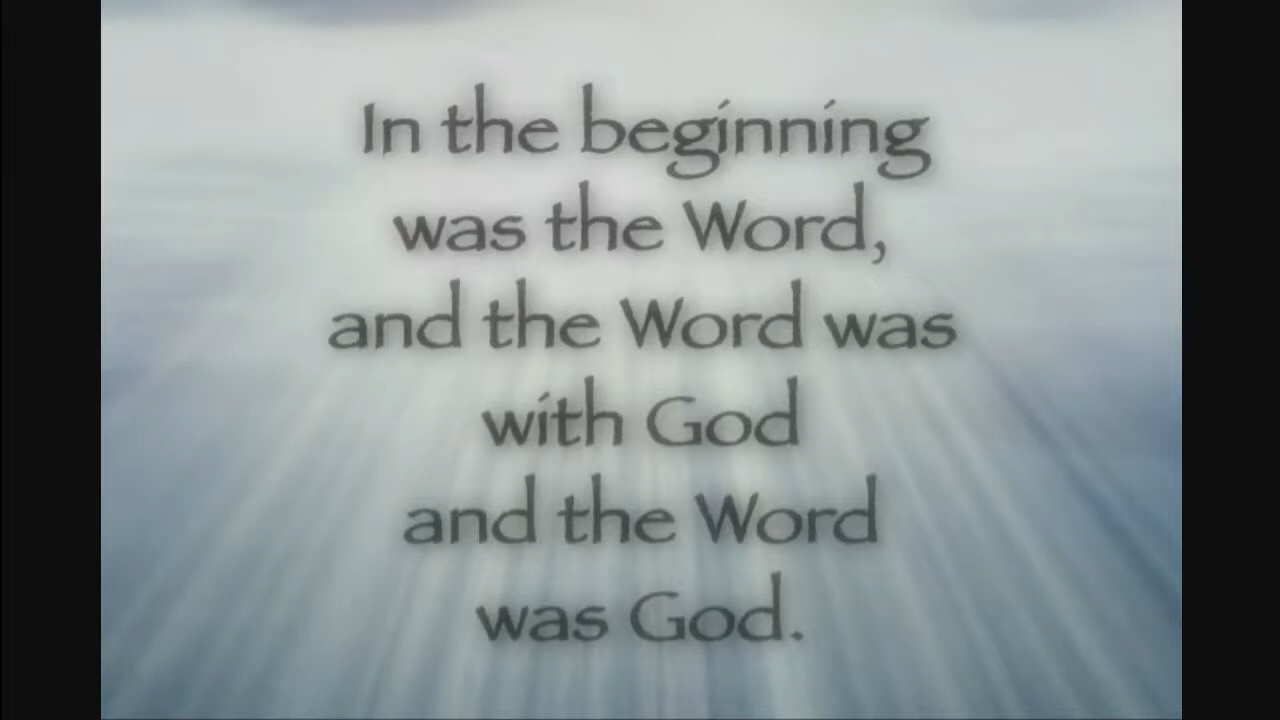 In the beginning
was the Word,
and the Word was
with God
and the Word
was God.